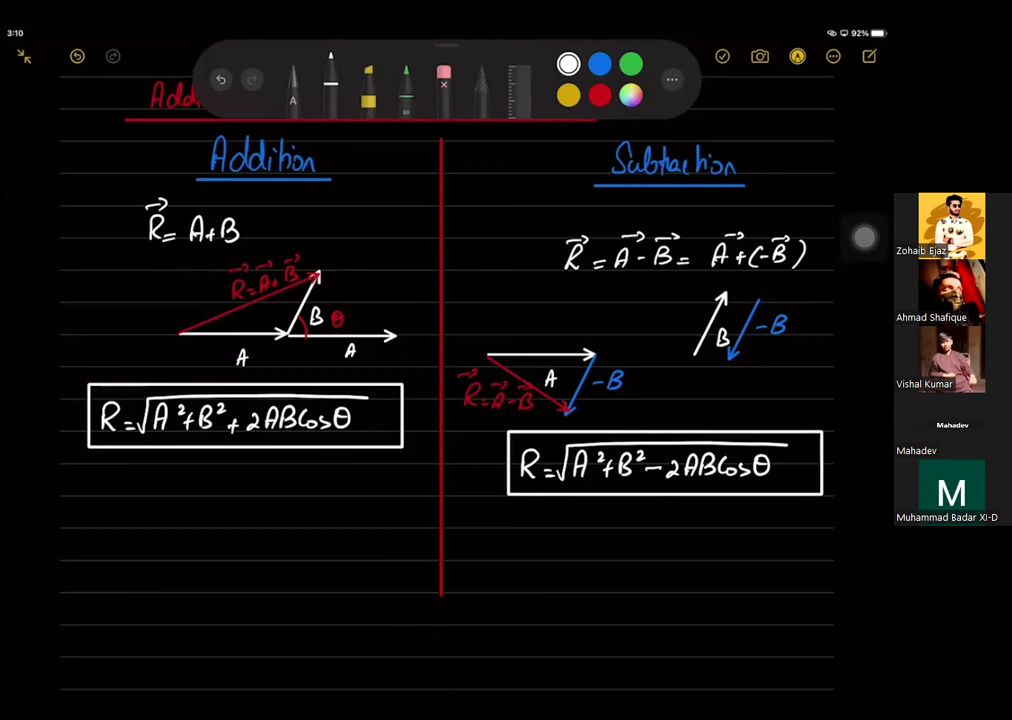 3:10
92%
Addi
Addition
R⃗ = A+B
R⃗ = A⃗ + B⃗
B
θ
A
A
R = √A²+B²+2ABCosθ
Subtraction
R⃗ = A⃗ - B⃗ = A⃗ + (-B⃗)
B
-B
A
-B
R⃗ = A⃗ - B⃗
R = √A²+B²-2ABCosθ
Zohaib Ejaz
Ahmad Shafique
Vishal Kumar
Mahadev
Mahadev
M
Muhammad Badar XI-D